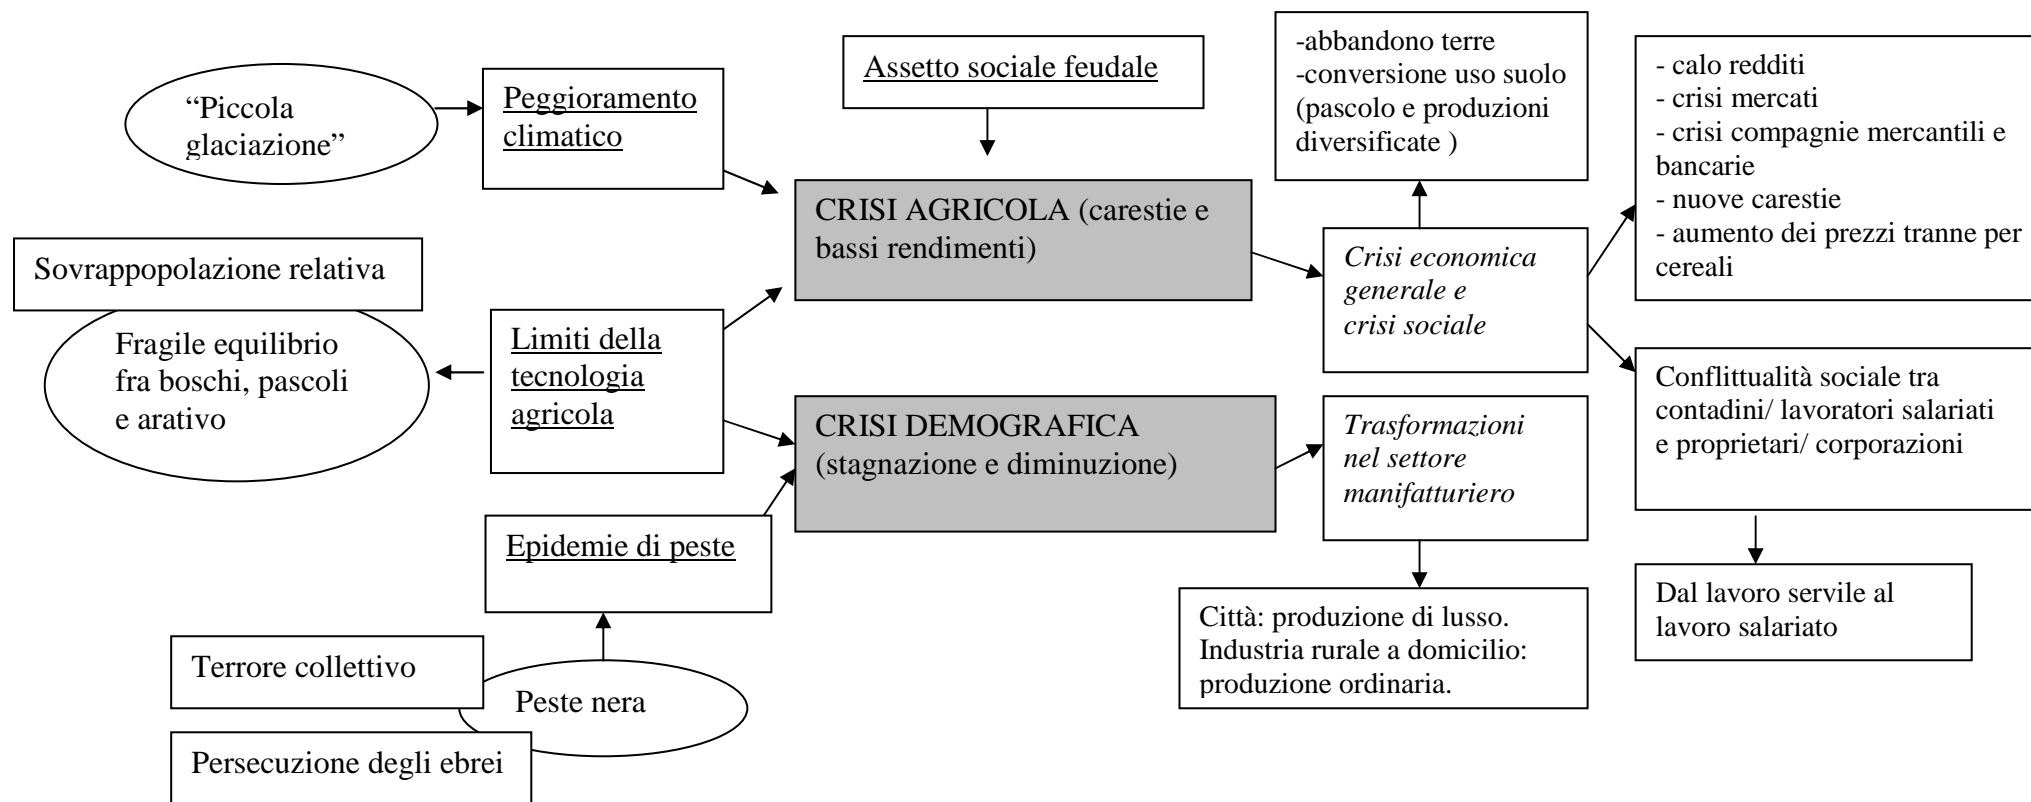 “Piccola
glaciazione”
Peggioramento
climatico
Assetto sociale feudale
-abbandono terre
-conversione uso suolo
(pascolo e produzioni
diversificate )
- calo redditi
- crisi mercati
- crisi compagnie mercantili e
bancarie
- nuove carestie
- aumento dei prezzi tranne per
cereali
CRISI AGRICOLA (carestie e
bassi rendimenti)
Crisi economica
generale e
crisi sociale
Sovrappopolazione relativa
Fragile equilibrio
fra boschi, pascoli
e arativo
Limiti della
tecnologia
agricola
CRISI DEMOGRAFICA
(stagnazione e diminuzione)
Trasformazioni
nel settore
manifatturiero
Conflittualità sociale tra
contadini/ lavoratori salariati
e proprietari/ corporazioni
Epidemie di peste
Dal lavoro servile al
lavoro salariato
Città: produzione di lusso.
Industria rurale a domicilio:
produzione ordinaria.
Terrore collettivo
Peste nera
Persecuzione degli ebrei